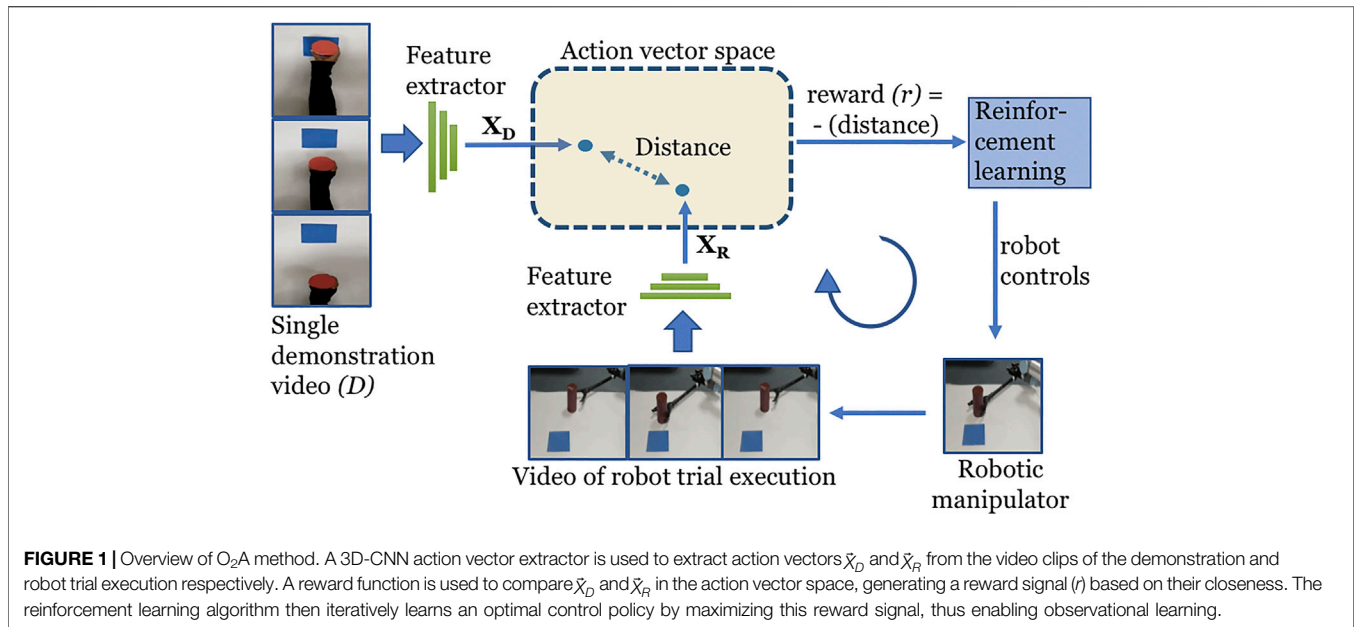 Feature
extractor
X_D
Action vector space
Distance
reward (r) =
- (distance)
Reinfor-
cement
learning
X_R
Feature
extractor
robot
controls
Single
demonstration
video (D)
Video of robot trial execution
Robotic
manipulator
FIGURE 1 | Overview of O₂A method. A 3D-CNN action vector extractor is used to extract action vectors X⃗_D and X⃗_R from the video clips of the demonstration and
robot trial execution respectively. A reward function is used to compare X⃗_D and X⃗_R in the action vector space, generating a reward signal (r) based on their closeness. The
reinforcement learning algorithm then iteratively learns an optimal control policy by maximizing this reward signal, thus enabling observational learning.